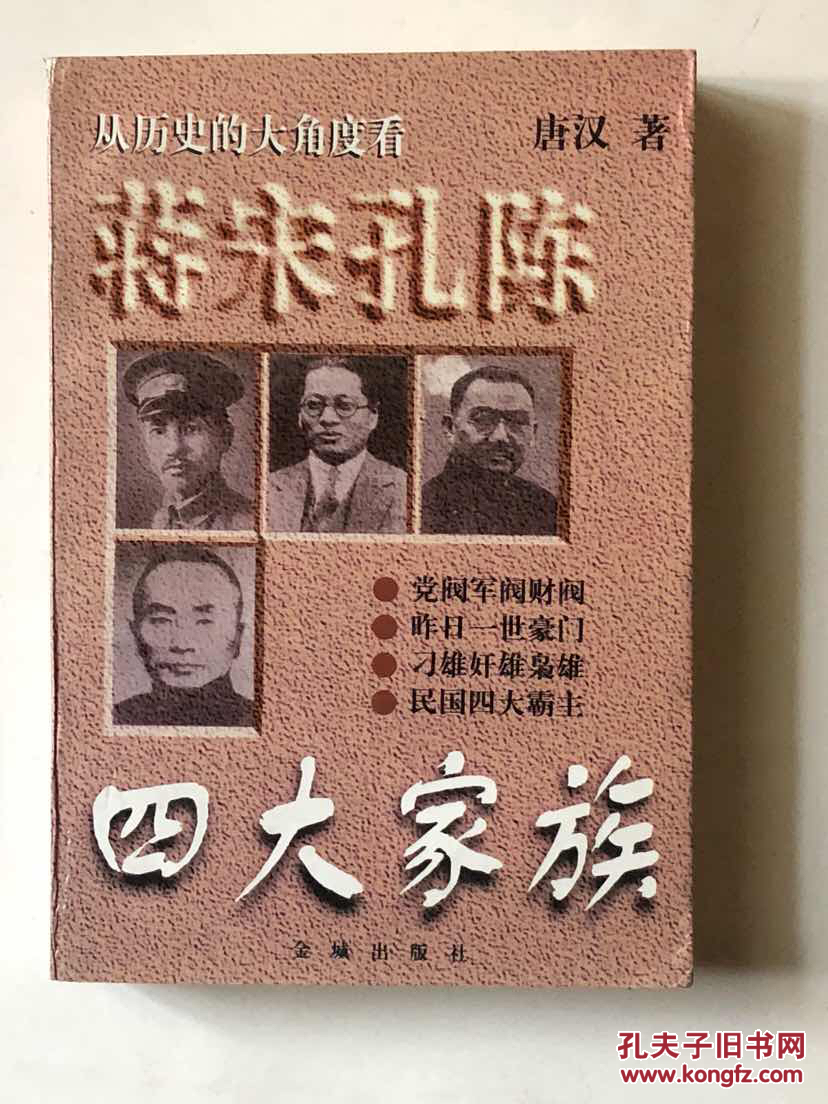 从历史的大角度看
唐汉 著
蒋宋孔陈
党阀军阀财阀
昨日一世豪门
刁雄奸雄枭雄
民国四大霸主
四大家族
金城出版社
孔夫子旧书网
www.kongfz.com